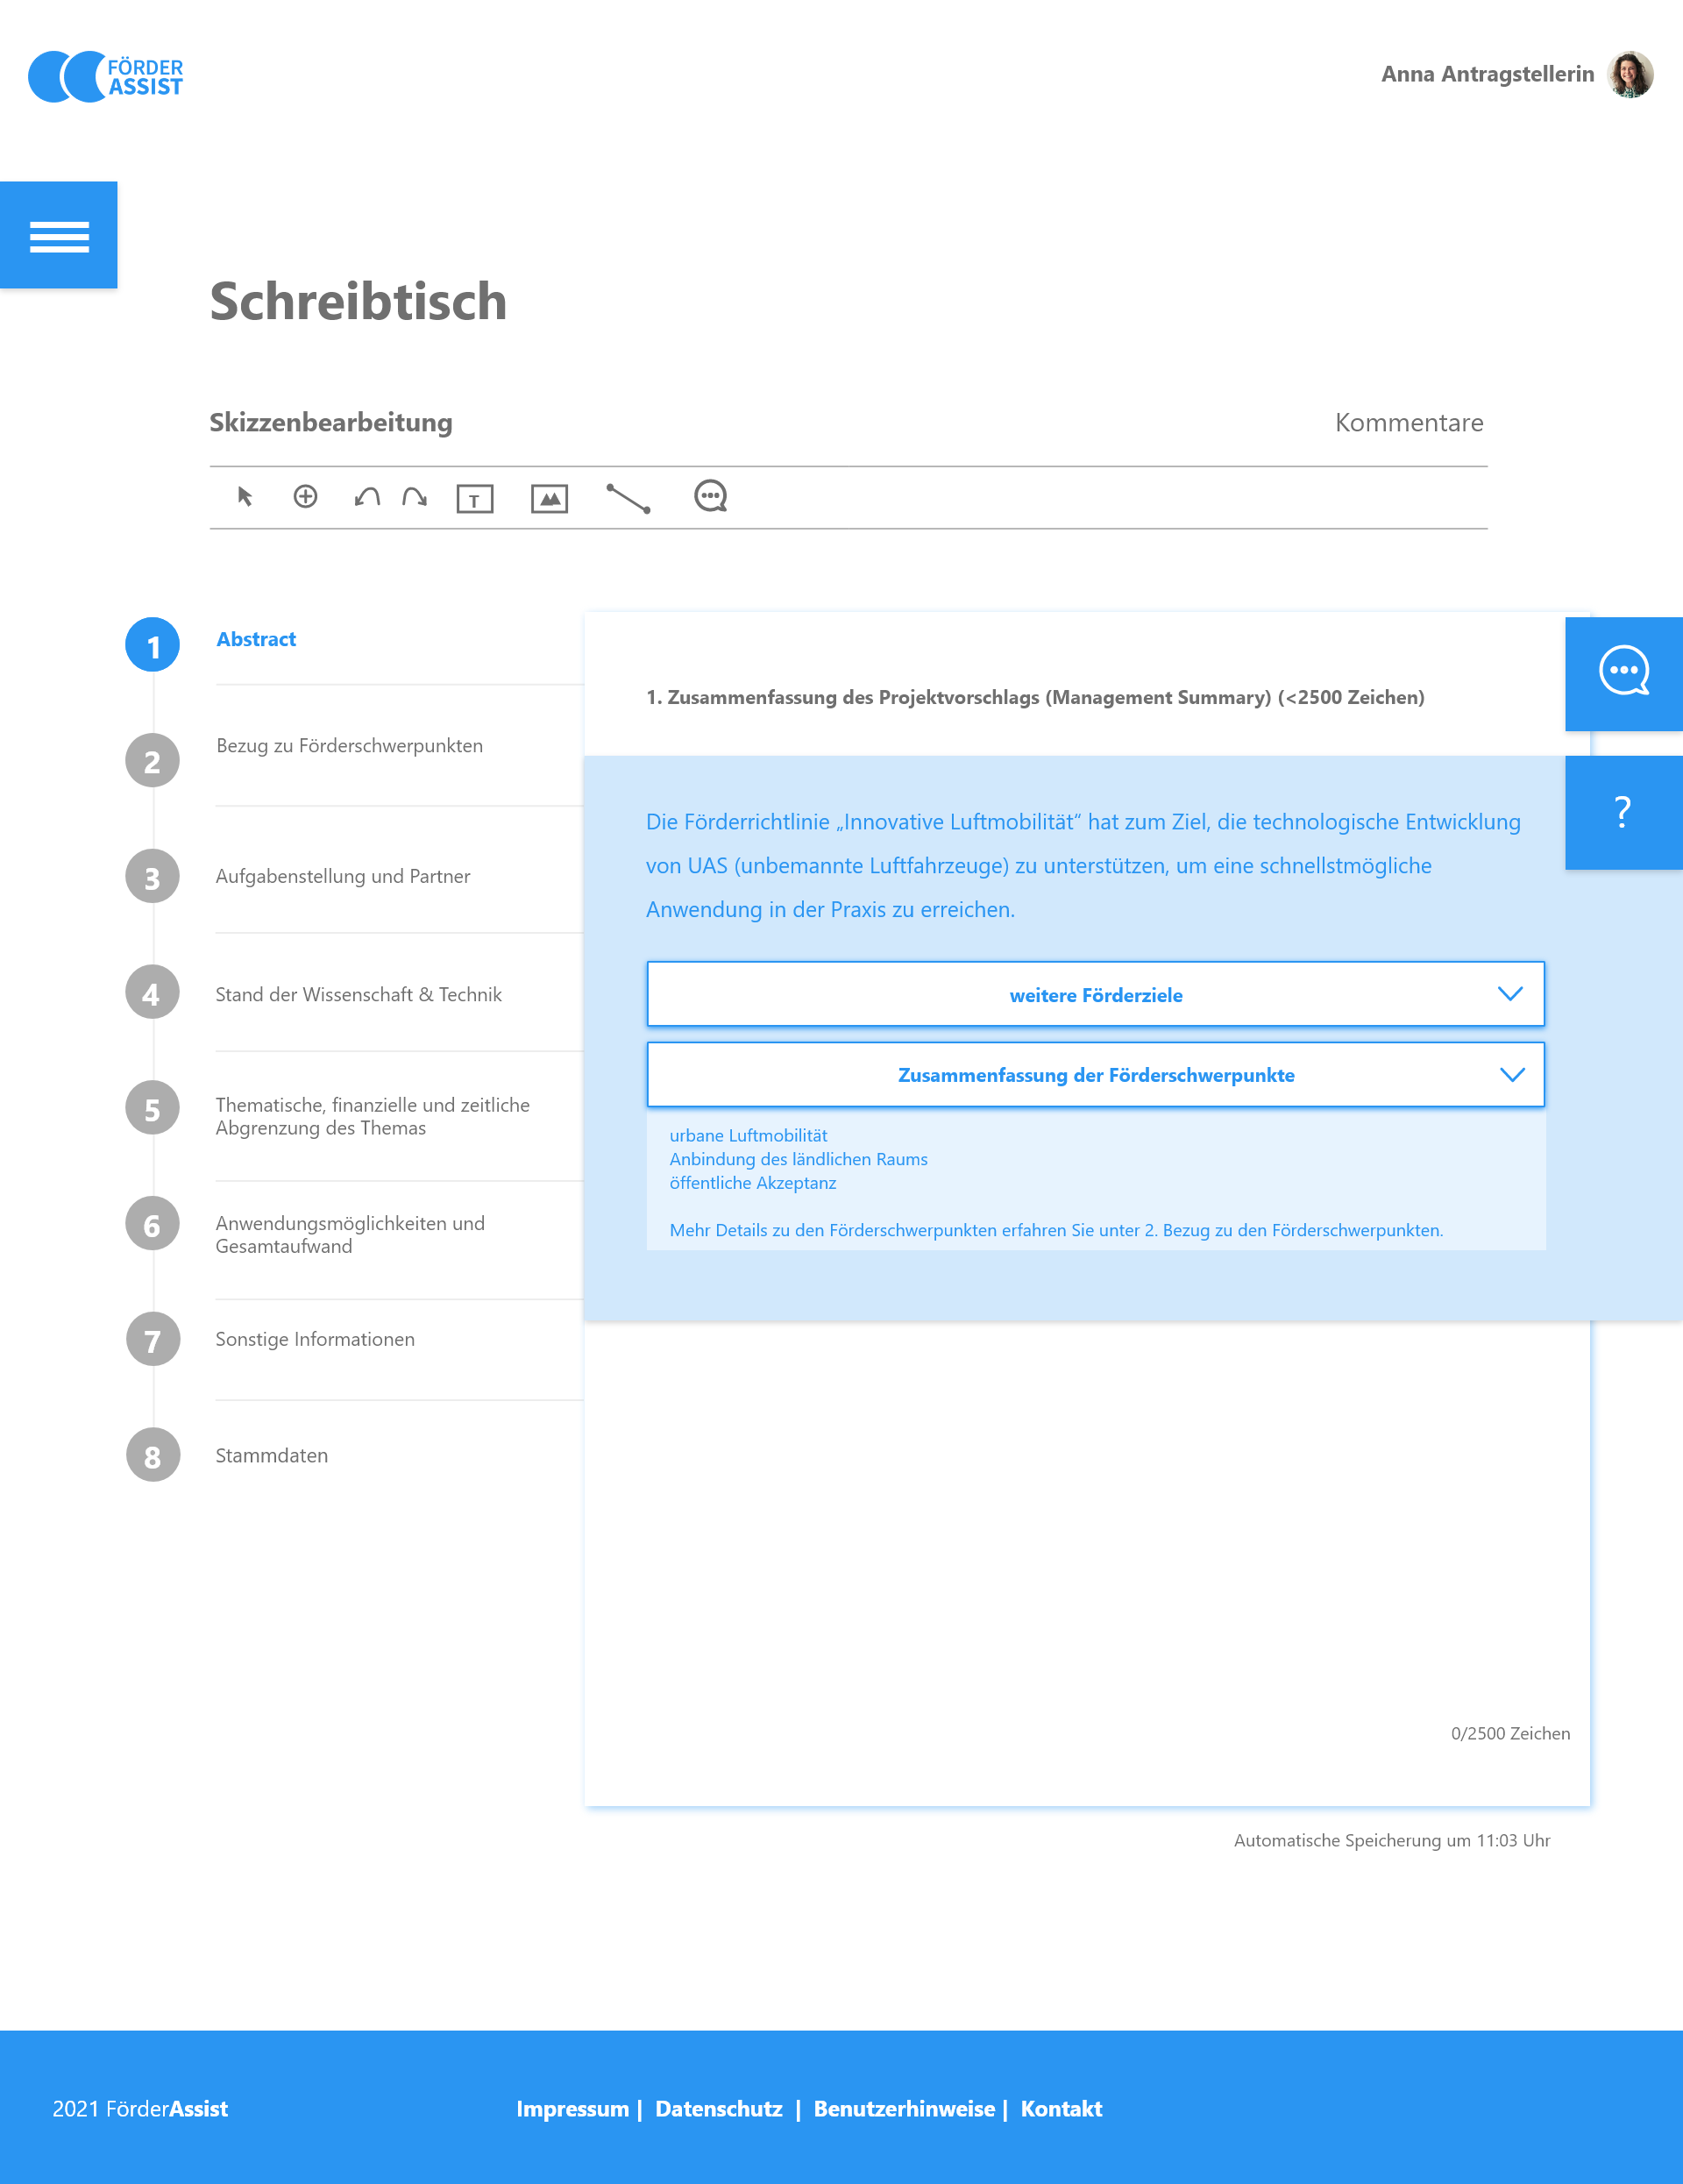 FÖRDER
ASSIST
Anna Antragstellerin
Schreibtisch
Skizzenbearbeitung
Kommentare
T
1
Abstract
2
Bezug zu Förderschwerpunkten
3
Aufgabenstellung und Partner
4
Stand der Wissenschaft & Technik
5
Thematische, finanzielle und zeitliche
Abgrenzung des Themas
6
Anwendungsmöglichkeiten und
Gesamtaufwand
7
Sonstige Informationen
8
Stammdaten
1. Zusammenfassung des Projektvorschlags (Management Summary) (<2500 Zeichen)
?
Die Förderrichtlinie „Innovative Luftmobilität“ hat zum Ziel, die technologische Entwicklung
von UAS (unbemannte Luftfahrzeuge) zu unterstützen, um eine schnellstmögliche
Anwendung in der Praxis zu erreichen.
weitere Förderziele
Zusammenfassung der Förderschwerpunkte
urbane Luftmobilität
Anbindung des ländlichen Raums
öffentliche Akzeptanz
Mehr Details zu den Förderschwerpunkten erfahren Sie unter 2. Bezug zu den Förderschwerpunkten.
0/2500 Zeichen
Automatische Speicherung um 11:03 Uhr
2021 FörderAssist
Impressum | Datenschutz | Benutzerhinweise | Kontakt